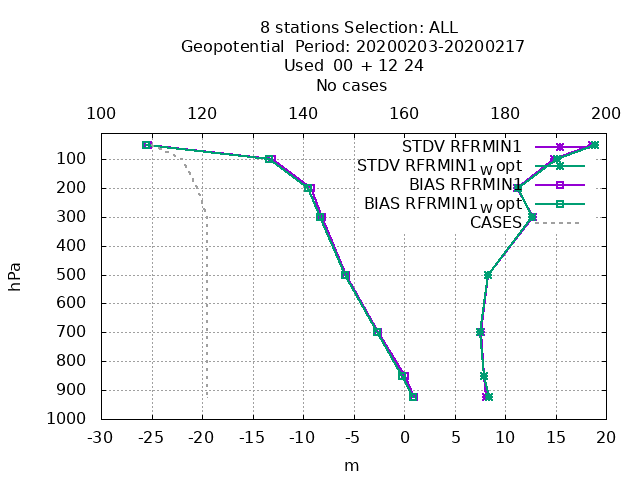 8 stations Selection: ALL
Geopotential  Period: 20200203-20200217
Used  00 + 12 24
No cases
100 120 140 160 180 200
STDV RFRMIN1
STDV RFRMIN1W opt
BIAS RFRMIN1
BIAS RFRMIN1W opt
CASES
100
200
300
400
500
600
700
800
900
1000
hPa
-30 -25 -20 -15 -10 -5 0 5 10 15 20
m